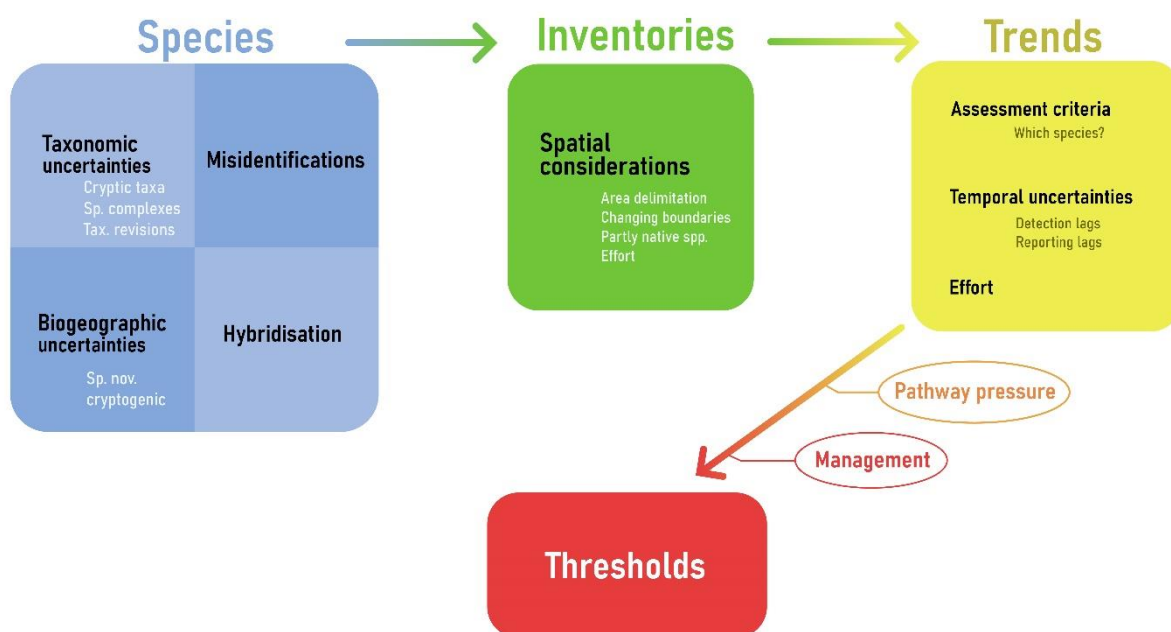 Species
Inventories
Trends
Taxonomic
uncertainties
Cryptic taxa
Sp. complexes
Tax. revisions
Misidentifications
Biogeographic
uncertainties
Sp. nov.
cryptogenic
Hybridisation
Spatial
considerations
Area delimitation
Changing boundaries
Partly native spp.
Effort
Assessment criteria
Which species?
Temporal uncertainties
Detection lags
Reporting lags
Effort
Pathway pressure
Management
Thresholds